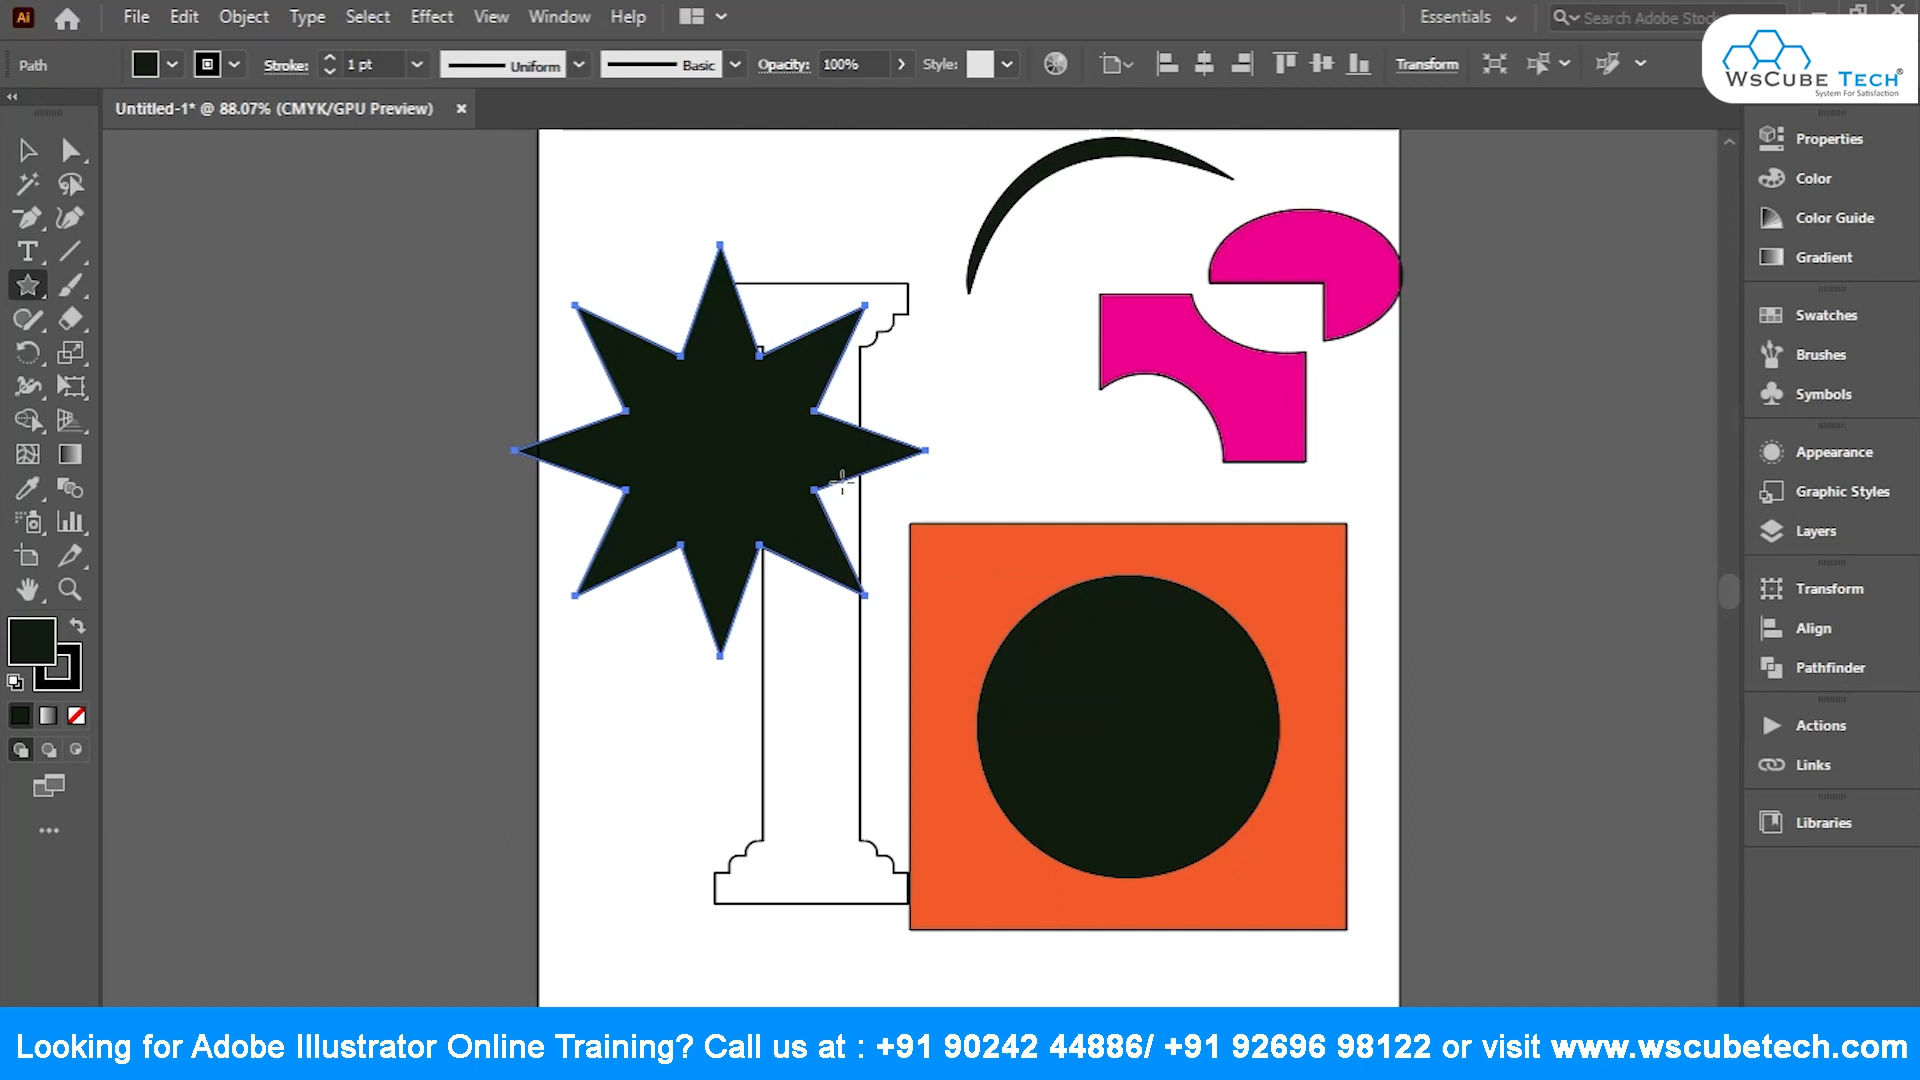 Ai File Edit Object Type Select Effect View Window Help Essentials Search Adobe Stock
Path Stroke: 1 pt Uniform Basic Opacity: 100% Style: Transform
WsCube Tech®
System For Satisfaction
Untitled-1* @ 88.07% (CMYK/GPU Preview)
Properties
Color
Color Guide
Gradient
Swatches
Brushes
Symbols
Appearance
Graphic Styles
Layers
Transform
Align
Pathfinder
Actions
Links
Libraries
Looking for Adobe Illustrator Online Training? Call us at : +91 90242 44886/ +91 92696 98122 or visit www.wscubetech.com